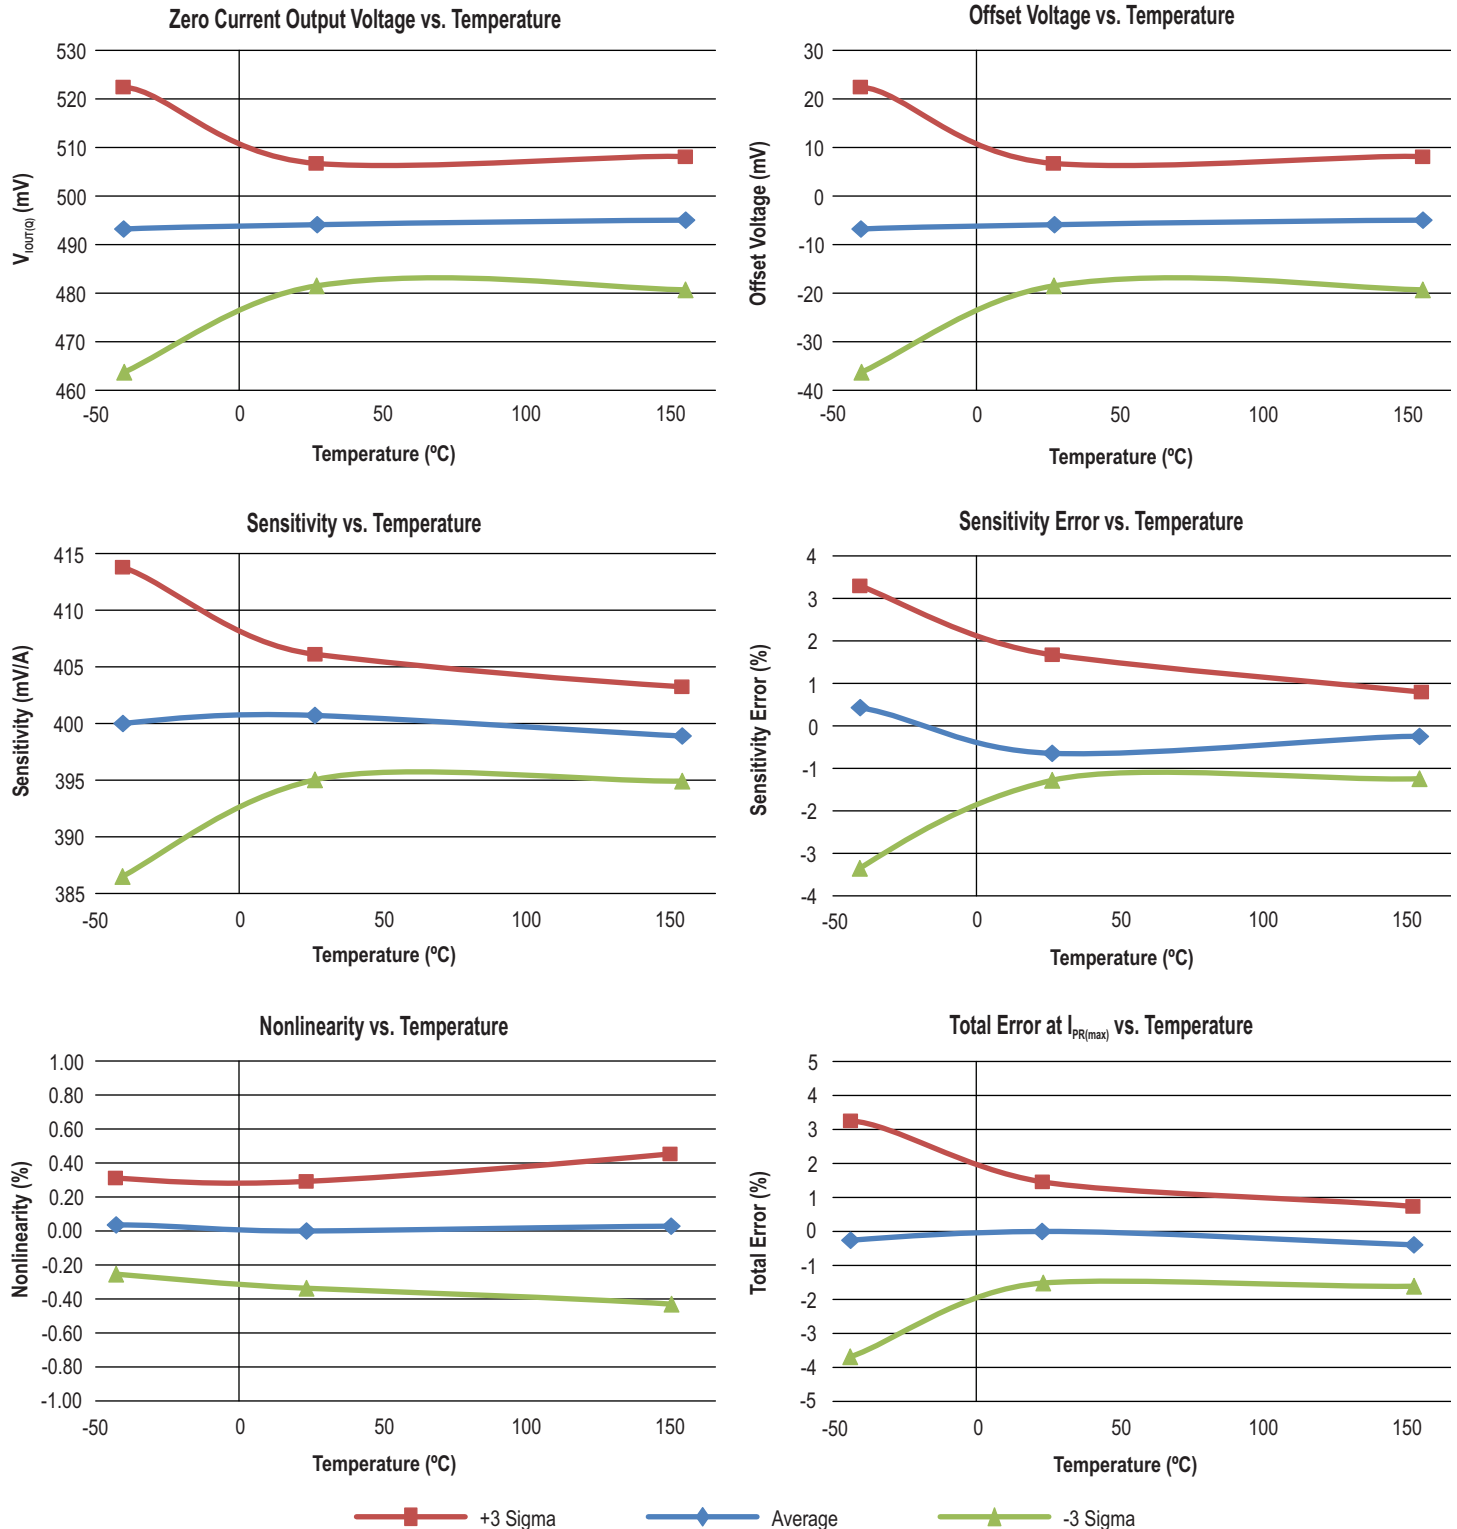 Zero Current Output Voltage vs. Temperature
530
520
510
500
490
480
470
460
-50 0 50 100 150
V_IOUT(Q) (mV)
Temperature (ºC)
Offset Voltage vs. Temperature
30
20
10
0
-10
-20
-30
-40
-50 0 50 100 150
Offset Voltage (mV)
Temperature (ºC)
Sensitivity vs. Temperature
415
410
405
400
395
390
385
-50 0 50 100 150
Sensitivity (mV/A)
Temperature (ºC)
Sensitivity Error vs. Temperature
4
3
2
1
0
-1
-2
-3
-4
-50 0 50 100 150
Sensitivity Error (%)
Temperature (ºC)
Nonlinearity vs. Temperature
1.00
0.80
0.60
0.40
0.20
0.00
-0.20
-0.40
-0.60
-0.80
-1.00
-50 0 50 100 150
Nonlinearity (%)
Temperature (ºC)
Total Error at I_PR(max) vs. Temperature
5
4
3
2
1
0
-1
-2
-3
-4
-5
-50 0 50 100 150
Total Error (%)
Temperature (ºC)
+3 Sigma Average -3 Sigma